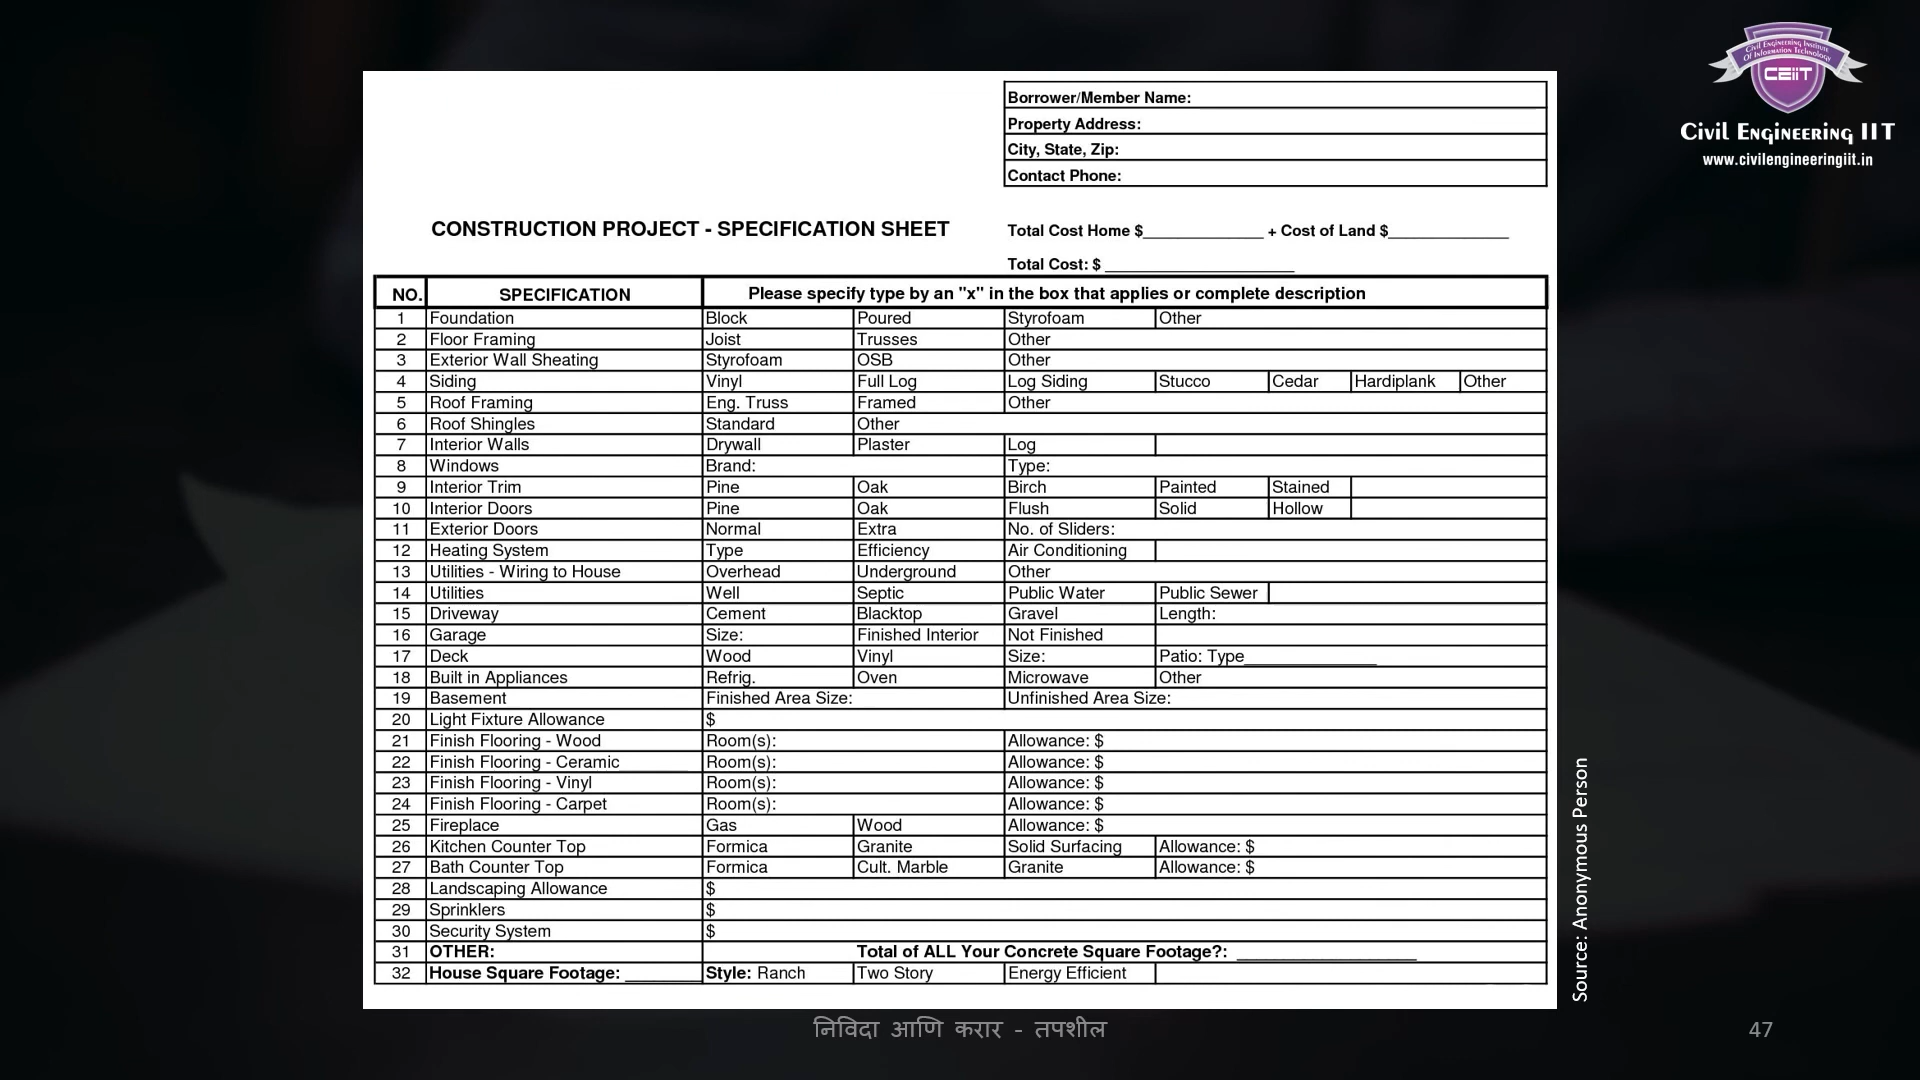 Civil Engineering Institute
Of Information Technology
CEIIT
Civil Engineering IIT
www.civilengineeringiit.in
Borrower/Member Name:
Property Address:
City, State, Zip:
Contact Phone:
CONSTRUCTION PROJECT - SPECIFICATION SHEET
Total Cost Home $______________ + Cost of Land $______________
Total Cost: $ ______________________
NO. SPECIFICATION Please specify type by an "x" in the box that applies or complete description
1 Foundation Block Poured Styrofoam Other
2 Floor Framing Joist Trusses Other
3 Exterior Wall Sheating Styrofoam OSB Other
4 Siding Vinyl Full Log Log Siding Stucco Cedar Hardiplank Other
5 Roof Framing Eng. Truss Framed Other
6 Roof Shingles Standard Other
7 Interior Walls Drywall Plaster Log
8 Windows Brand: Type:
9 Interior Trim Pine Oak Birch Painted Stained
10 Interior Doors Pine Oak Flush Solid Hollow
11 Exterior Doors Normal Extra No. of Sliders:
12 Heating System Type Efficiency Air Conditioning
13 Utilities - Wiring to House Overhead Underground Other
14 Utilities Well Septic Public Water Public Sewer
15 Driveway Cement Blacktop Gravel Length:
16 Garage Size: Finished Interior Not Finished
17 Deck Wood Vinyl Size: Patio: Type_______________
18 Built in Appliances Refrig. Oven Microwave Other
19 Basement Finished Area Size: Unfinished Area Size:
20 Light Fixture Allowance $
21 Finish Flooring - Wood Room(s): Allowance: $
22 Finish Flooring - Ceramic Room(s): Allowance: $
23 Finish Flooring - Vinyl Room(s): Allowance: $
24 Finish Flooring - Carpet Room(s): Allowance: $
25 Fireplace Gas Wood Allowance: $
26 Kitchen Counter Top Formica Granite Solid Surfacing Allowance: $
27 Bath Counter Top Formica Cult. Marble Granite Allowance: $
28 Landscaping Allowance $
29 Sprinklers $
30 Security System $
31 OTHER: Total of ALL Your Concrete Square Footage?: ____________________
32 House Square Footage: _________ Style: Ranch Two Story Energy Efficient
Source: Anonymous Person
निविदा आणि करार - तपशील
47